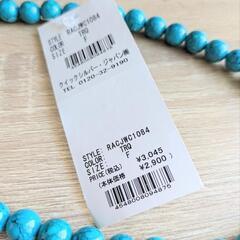 STYLE: RACJWC1084
COLOR: TRQ
SIZE: F
クイックシルバー・ジャパン㈱
TEL 0120-32-9190
STYLE: RACJWC1084
COLOR: TRQ
SIZE: F
PRICE(税込) ¥3,045
(本体価格 ¥2,900)
4548008094876